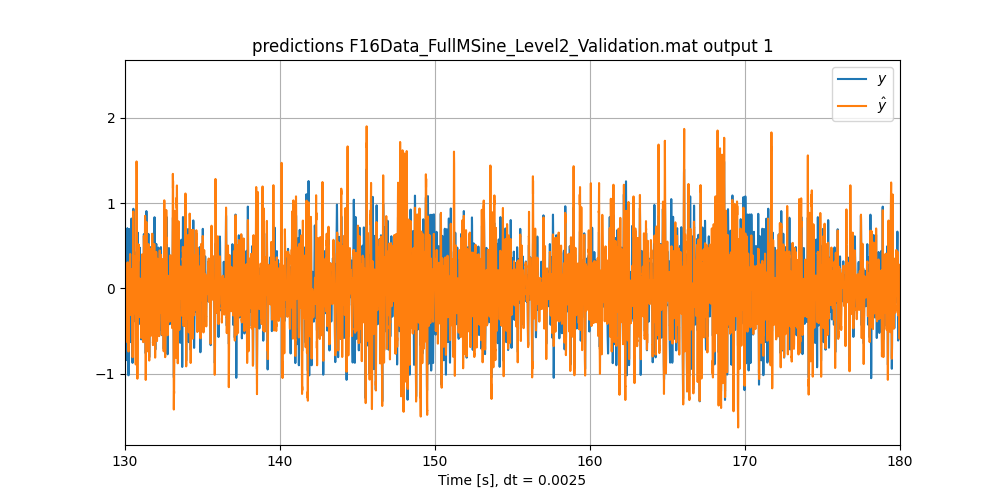 predictions F16Data_FullMSine_Level2_Validation.mat output 1
y
ŷ
2
1
0
−1
130 140 150 160 170 180
Time [s], dt = 0.0025